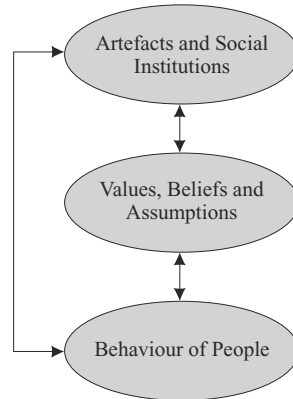 Artefacts and Social
Institutions
Values, Beliefs and
Assumptions
Behaviour of People